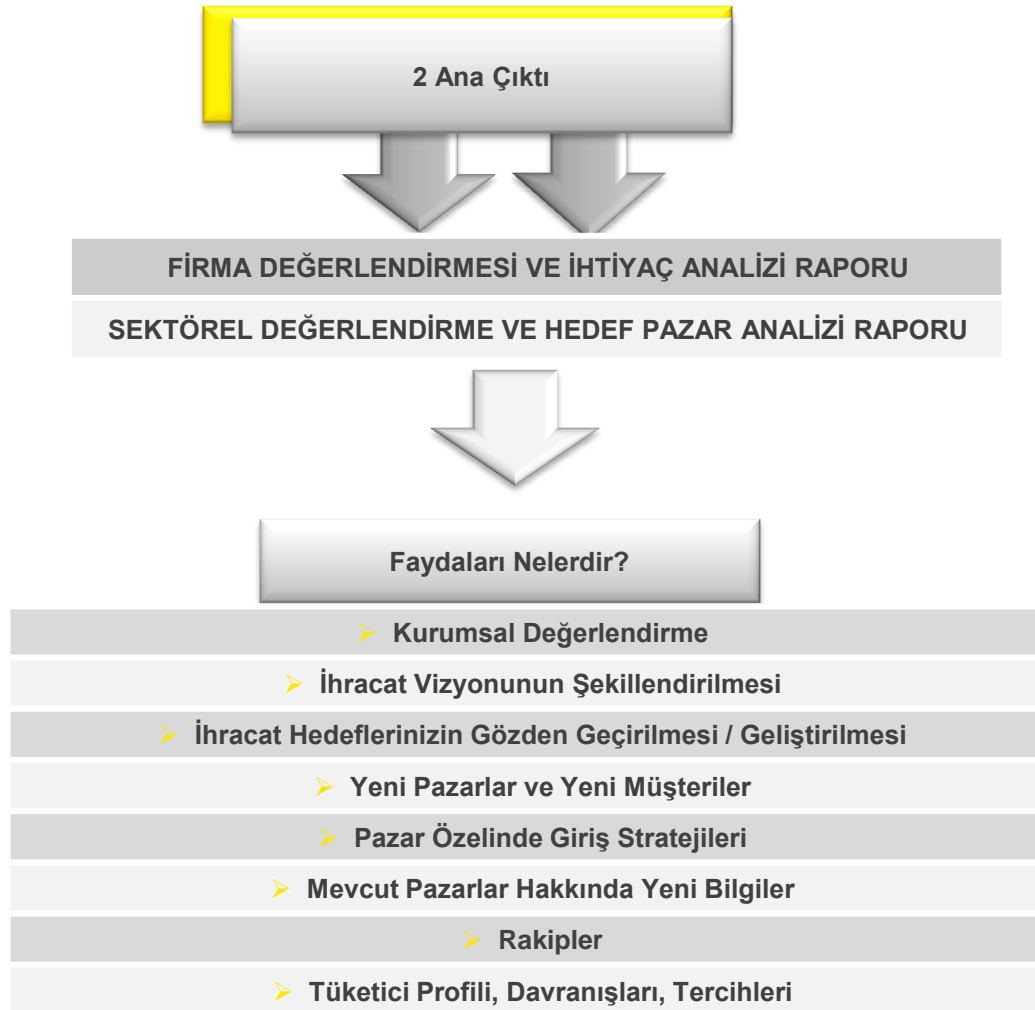 2 Ana Çıktı
FİRMA DEĞERLENDİRMESİ VE İHTİYAÇ ANALİZİ RAPORU
SEKTÖREL DEĞERLENDİRME VE HEDEF PAZAR ANALİZİ RAPORU
Faydaları Nelerdir?
➢ Kurumsal Değerlendirme
➢ İhracat Vizyonunun Şekillendirilmesi
➢ İhracat Hedeflerinizin Gözden Geçirilmesi / Geliştirilmesi
➢ Yeni Pazarlar ve Yeni Müşteriler
➢ Pazar Özelinde Giriş Stratejileri
➢ Mevcut Pazarlar Hakkında Yeni Bilgiler
➢ Rakipler
➢ Tüketici Profili, Davranışları, Tercihleri